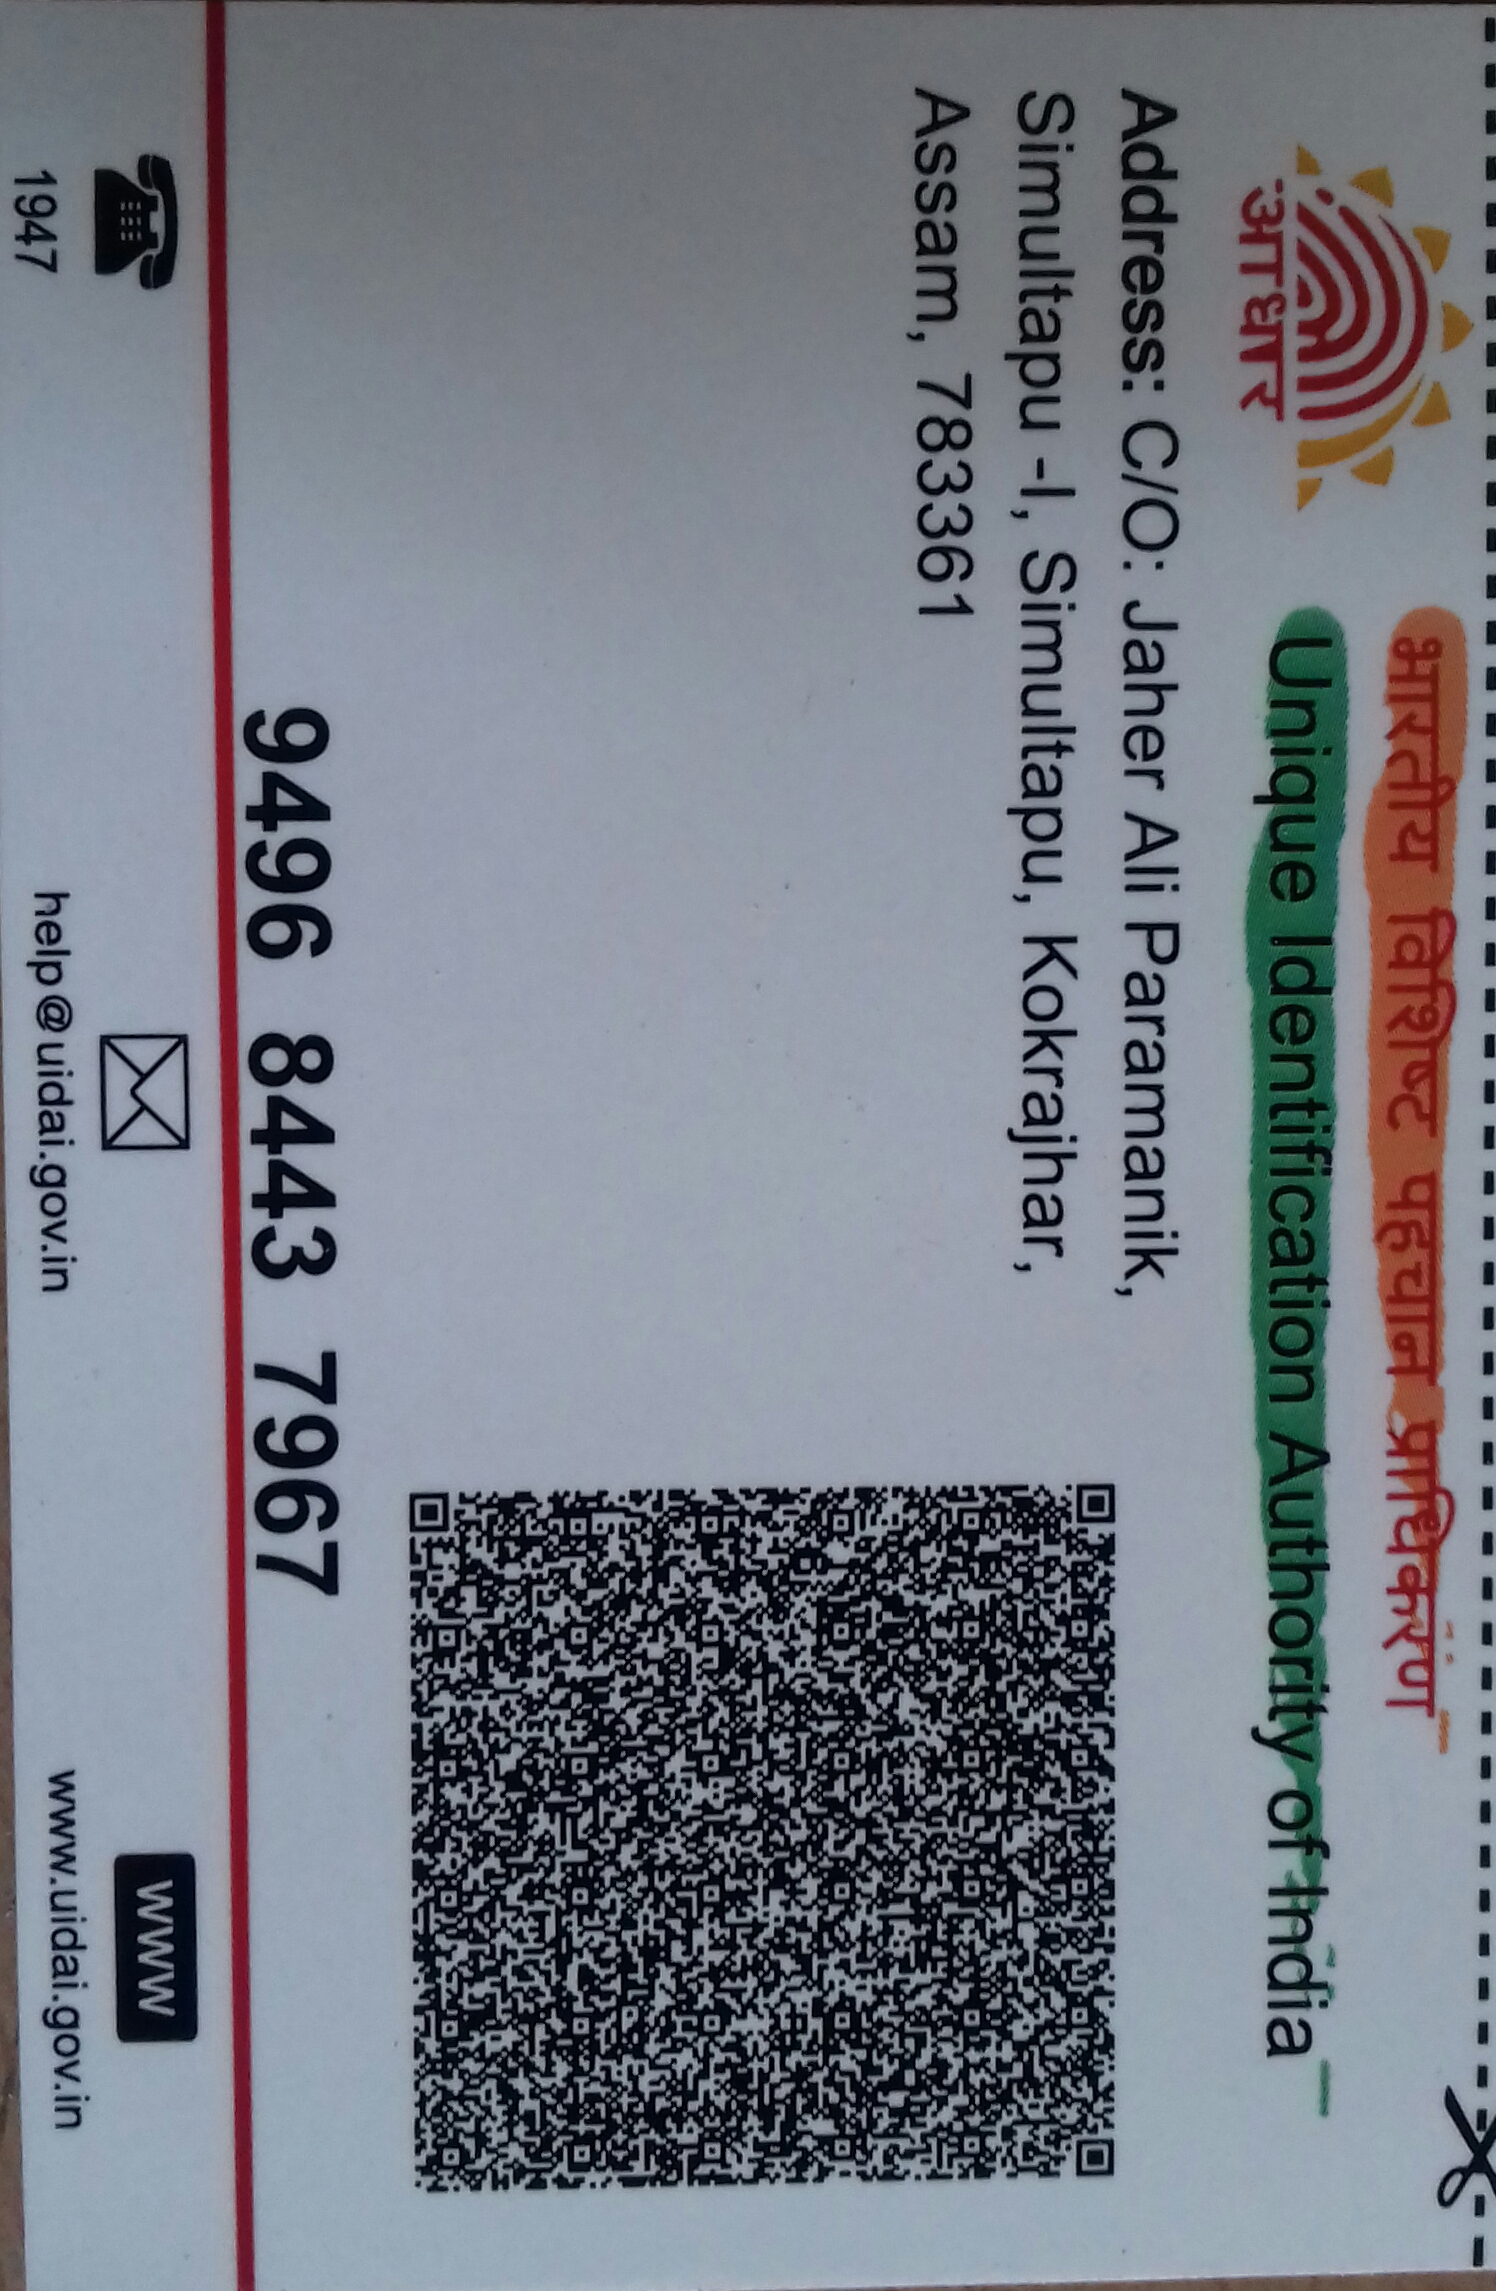 भारतीय विशिष्ट पहचान प्राधिकरण
Unique Identification Authority of India
आधार
Address: C/O: Jaher Ali Paramanik,
Simultapu -I, Simultapu, Kokrajhar,
Assam, 783361
9496 8443 7967
1947
help@uidai.gov.in
www
www.uidai.gov.in